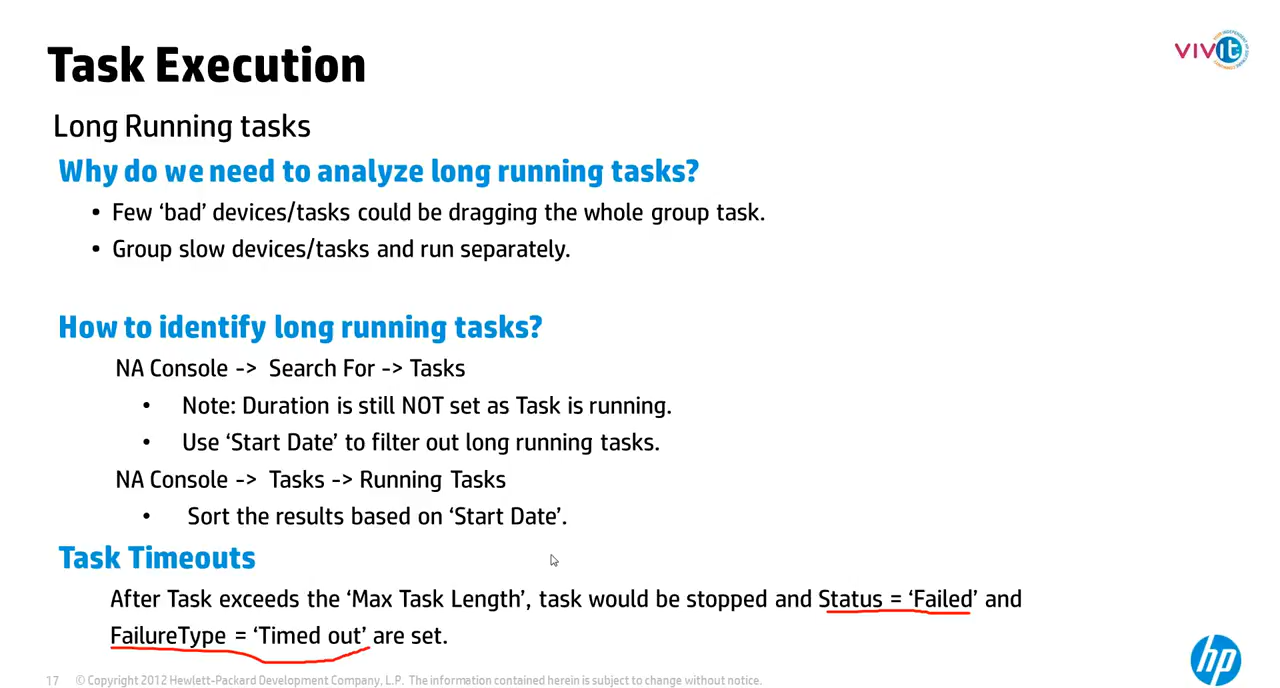 Task Execution
VIVit
Long Running tasks
Why do we need to analyze long running tasks?
• Few ‘bad’ devices/tasks could be dragging the whole group task.
• Group slow devices/tasks and run separately.
How to identify long running tasks?
NA Console -> Search For -> Tasks
• Note: Duration is still NOT set as Task is running.
• Use ‘Start Date’ to filter out long running tasks.
NA Console -> Tasks -> Running Tasks
• Sort the results based on ‘Start Date’.
Task Timeouts
After Task exceeds the ‘Max Task Length’, task would be stopped and Status = ‘Failed’ and
FailureType = ‘Timed out’ are set.
hp
17 © Copyright 2012 Hewlett-Packard Development Company, L.P. The information contained herein is subject to change without notice.